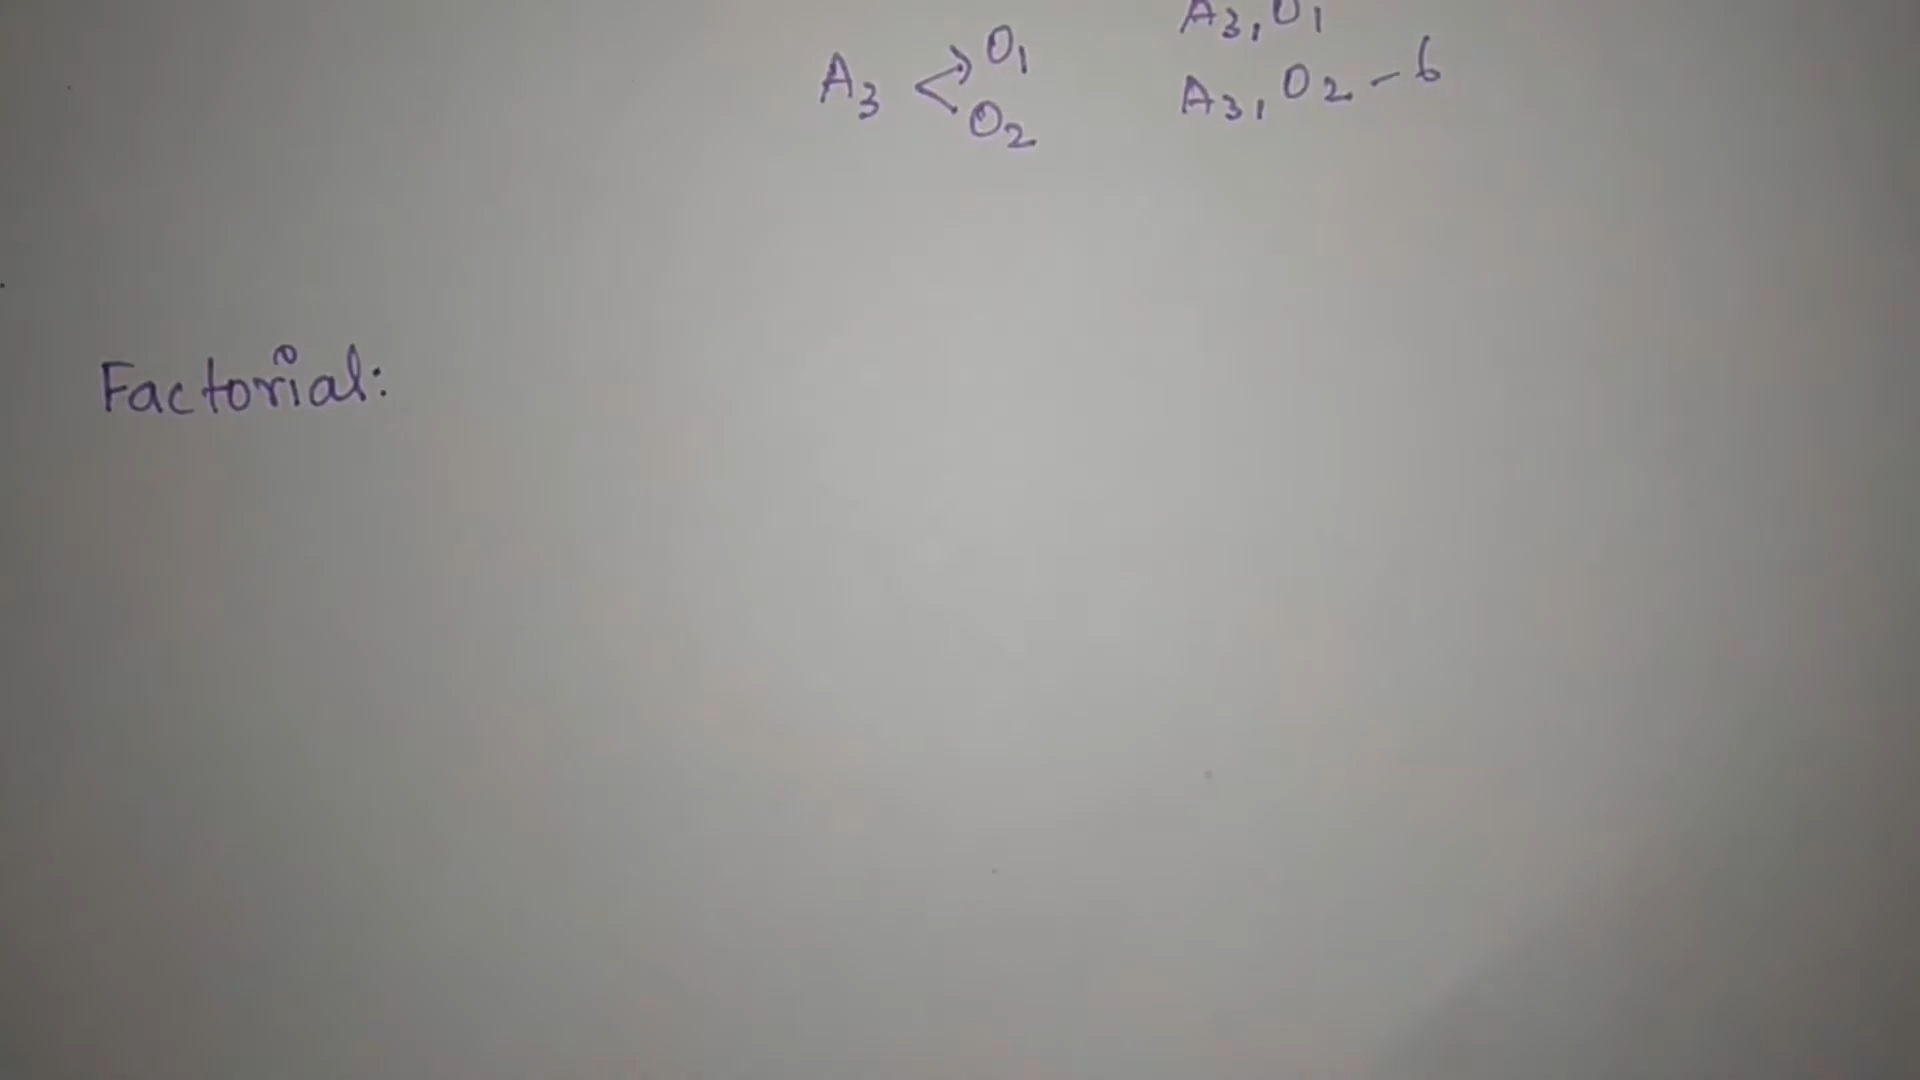 A3, O1
A3 < O1
O2
A3, O2 - 6
Factorial: